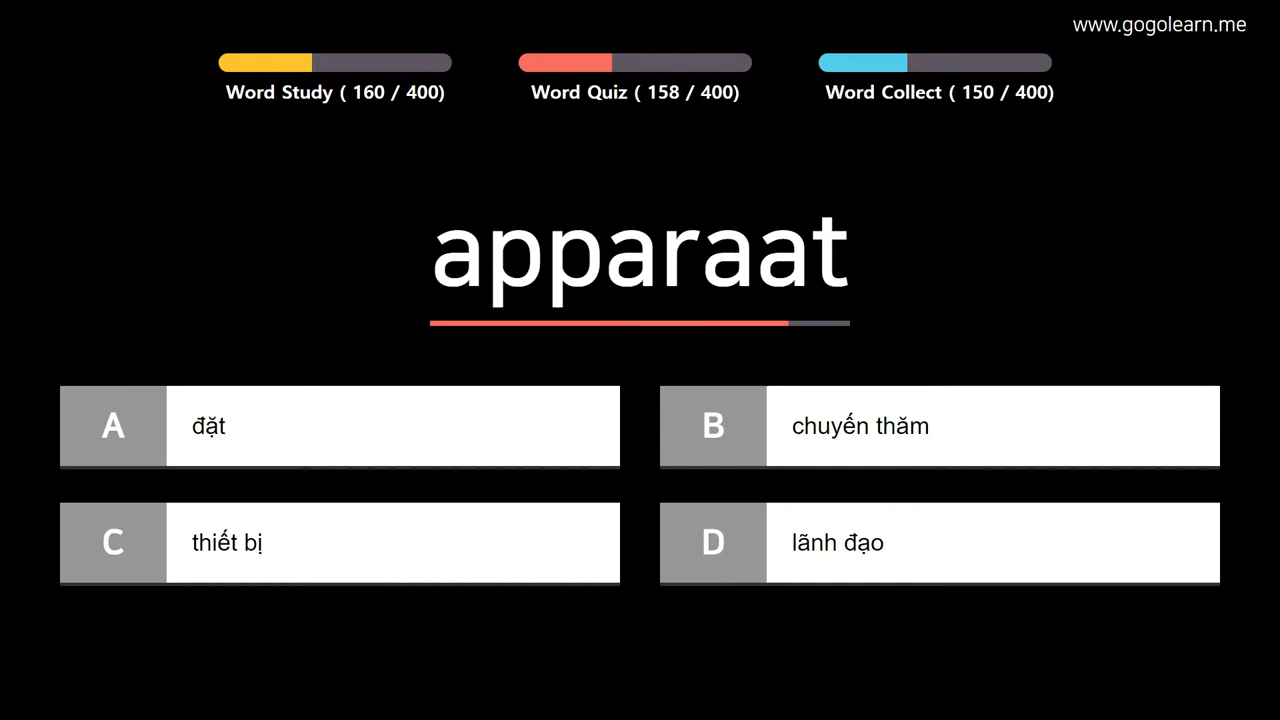 www.gogolearn.me
Word Study ( 160 / 400)
Word Quiz ( 158 / 400)
Word Collect ( 150 / 400)
apparaat
A đặt
B chuyến thăm
C thiết bị
D lãnh đạo